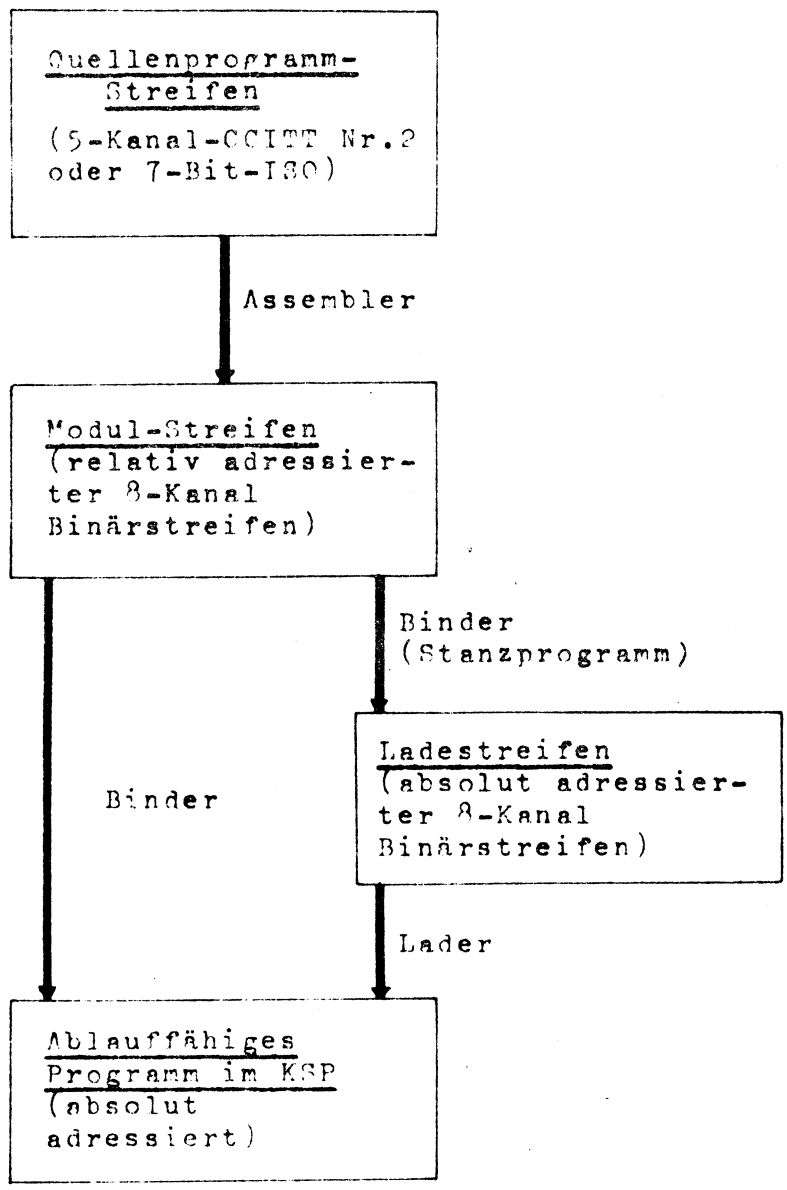 Quellenprogramm-
Streifen
(5-Kanal-CCITT Nr.2
oder 7-Bit-ISO)
Assembler
Modul-Streifen
(relativ adressier-
ter 8-Kanal
Binärstreifen)
Binder
(Stanzprogramm)
Ladestreifen
(absolut adressier-
ter 8-Kanal
Binärstreifen)
Binder
Lader
Ablauffähiges
Programm im KSP
(absolut
adressiert)